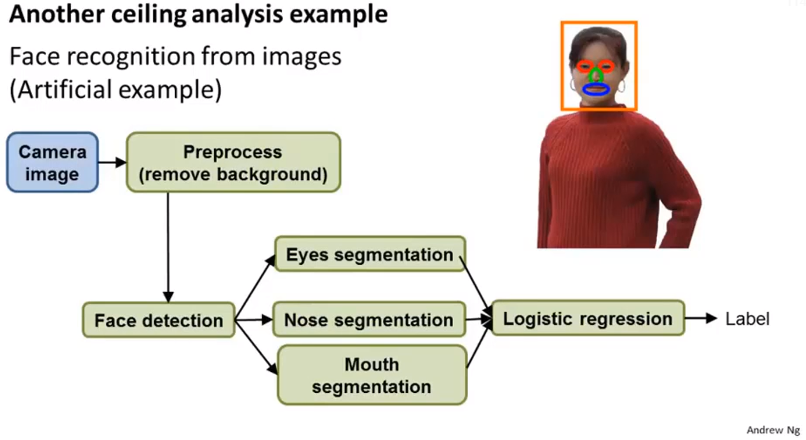 Another ceiling analysis example
Face recognition from images
(Artificial example)
Camera
image
Preprocess
(remove background)
Eyes segmentation
Face detection
Nose segmentation
Logistic regression
Label
Mouth
segmentation
Andrew Ng